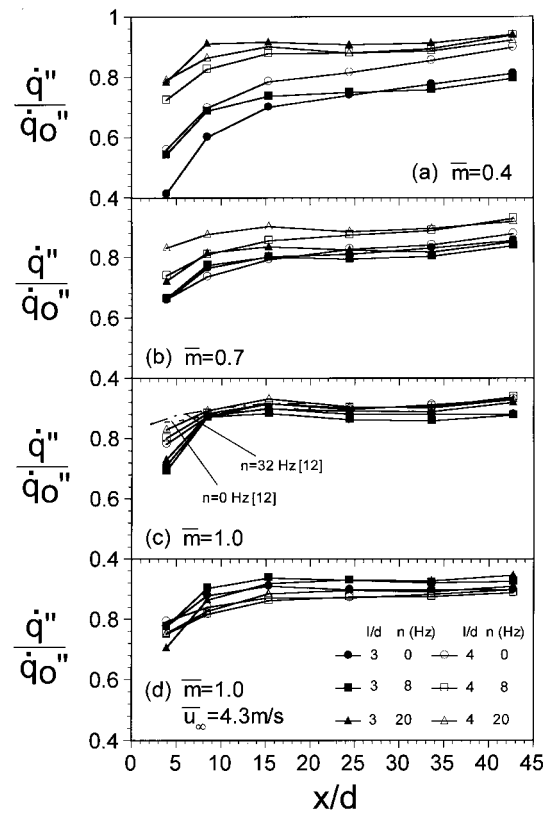 1
0.8
0.6
0.4
q̇"
q̇o"
(a) m̅=0.4
0.8
0.6
0.4
q̇"
q̇o"
(b) m̅=0.7
0.8
0.6
0.4
q̇"
q̇o"
n=32 Hz [12]
n=0 Hz [12]
(c) m̅=1.0
0.8
0.6
0.4
q̇"
q̇o"
l/d n (Hz) l/d n (Hz)
3 0 4 0
3 8 4 8
3 20 4 20
(d) m̅=1.0
u̅∞=4.3m/s
0 5 10 15 20 25 30 35 40 45
x/d